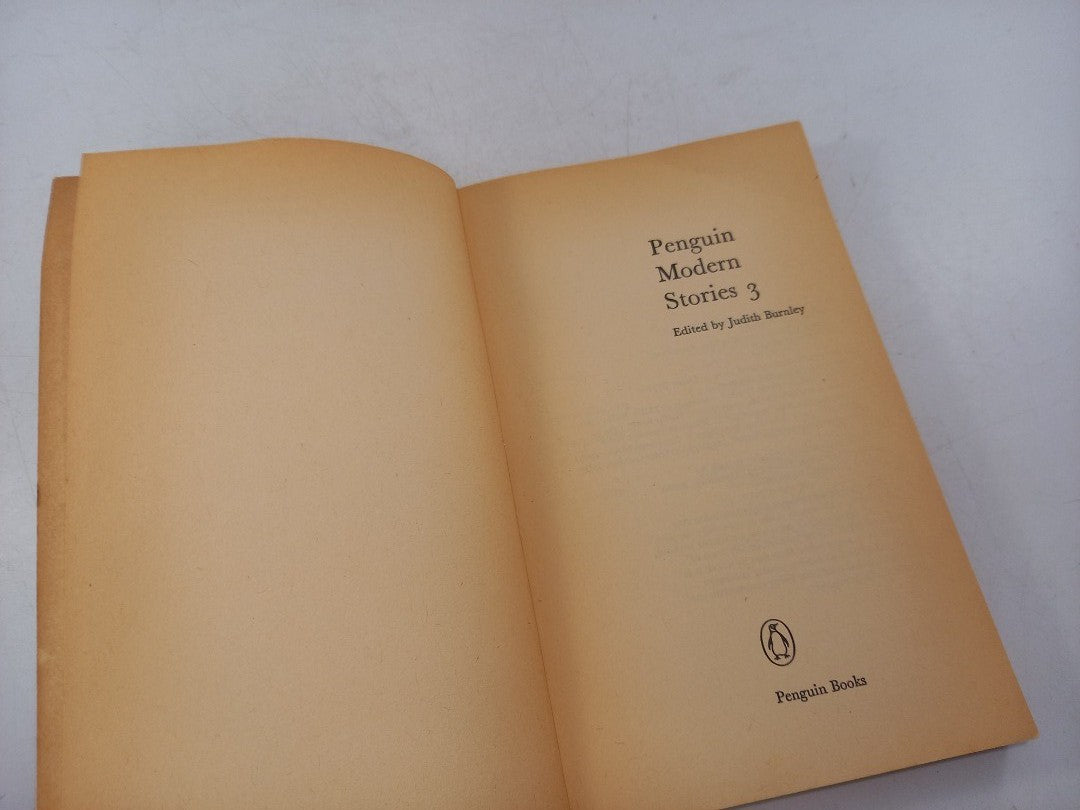 Penguin
Modern
Stories 3
Edited by Judith Burnley
Penguin Books